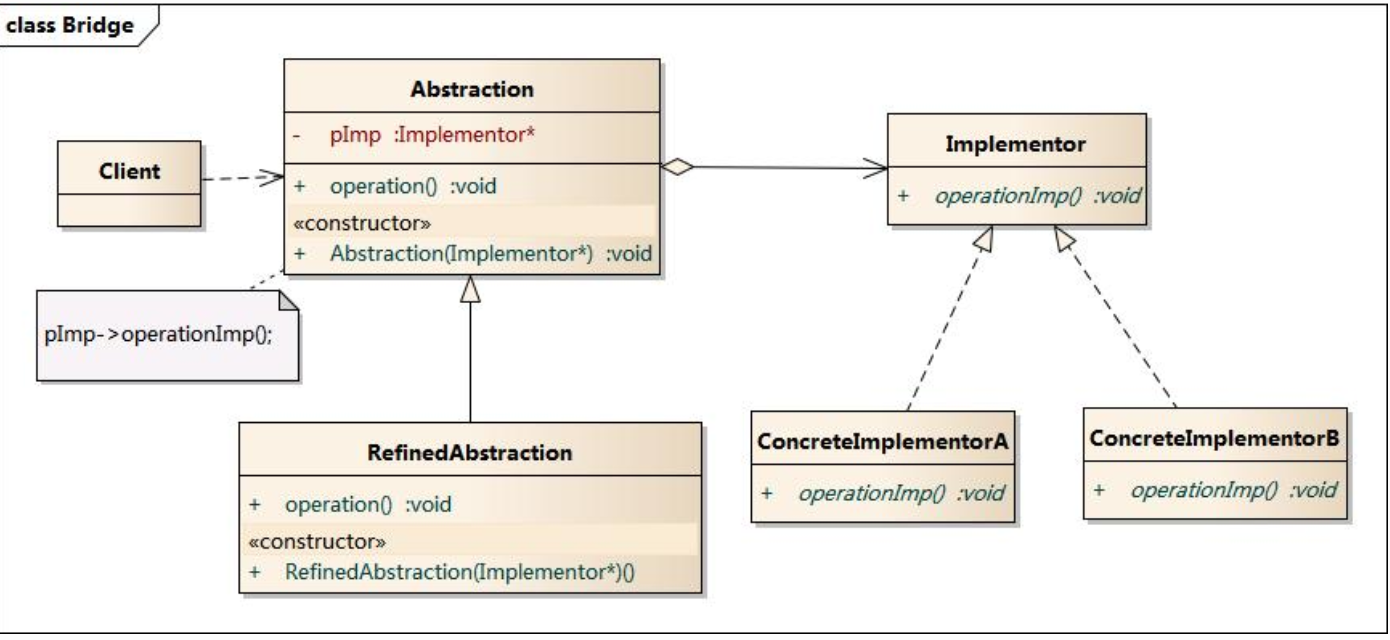 class Bridge
Client
Abstraction
- pImp :Implementor*
+ operation() :void
«constructor»
+ Abstraction(Implementor*) :void
Implementor
+ operationImp() :void
pImp->operationImp();
RefinedAbstraction
+ operation() :void
«constructor»
+ RefinedAbstraction(Implementor*)()
ConcreteImplementorA
+ operationImp() :void
ConcreteImplementorB
+ operationImp() :void